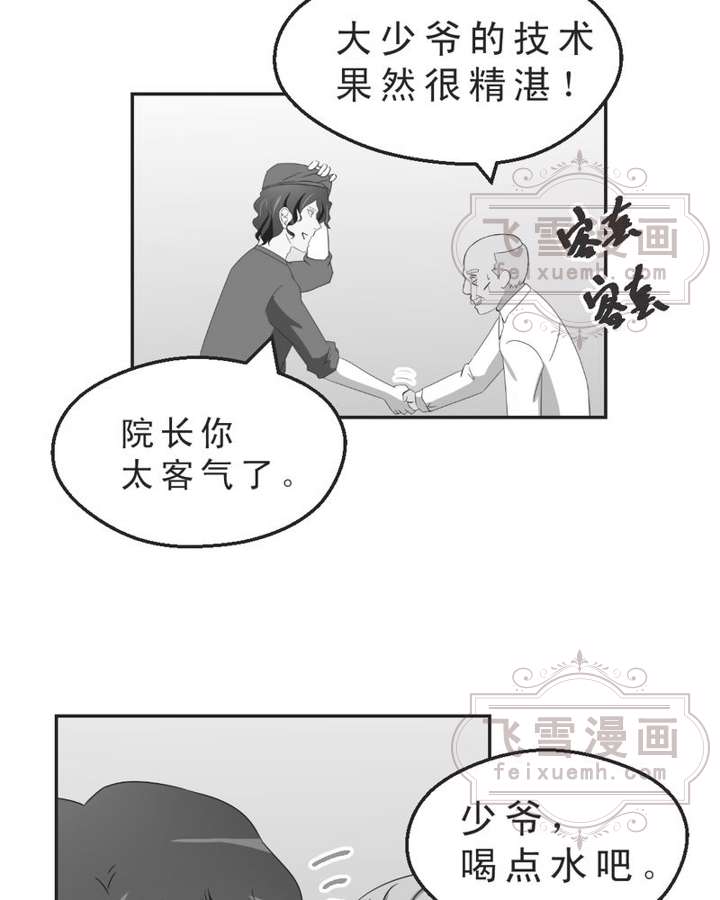 大少爷的技术
果然很精湛！
飞雪漫画
feixuemh.com
客套
客套
院长你
太客气了。
飞雪漫画
feixuemh.com
少爷，
喝点水吧。